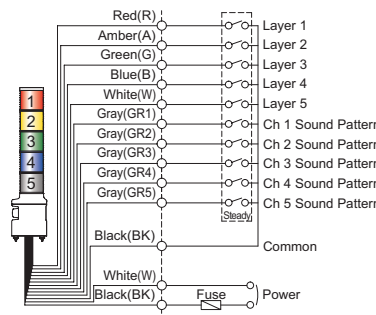 Red(R) Layer 1
Amber(A) Layer 2
Green(G) Layer 3
Blue(B) Layer 4
White(W) Layer 5
Gray(GR1) Ch 1 Sound Pattern
Gray(GR2) Ch 2 Sound Pattern
Gray(GR3) Ch 3 Sound Pattern
Gray(GR4) Ch 4 Sound Pattern
Gray(GR5) Ch 5 Sound Pattern
1
2
3
4
5
Steady
Black(BK) Common
White(W)
Black(BK) Fuse Power